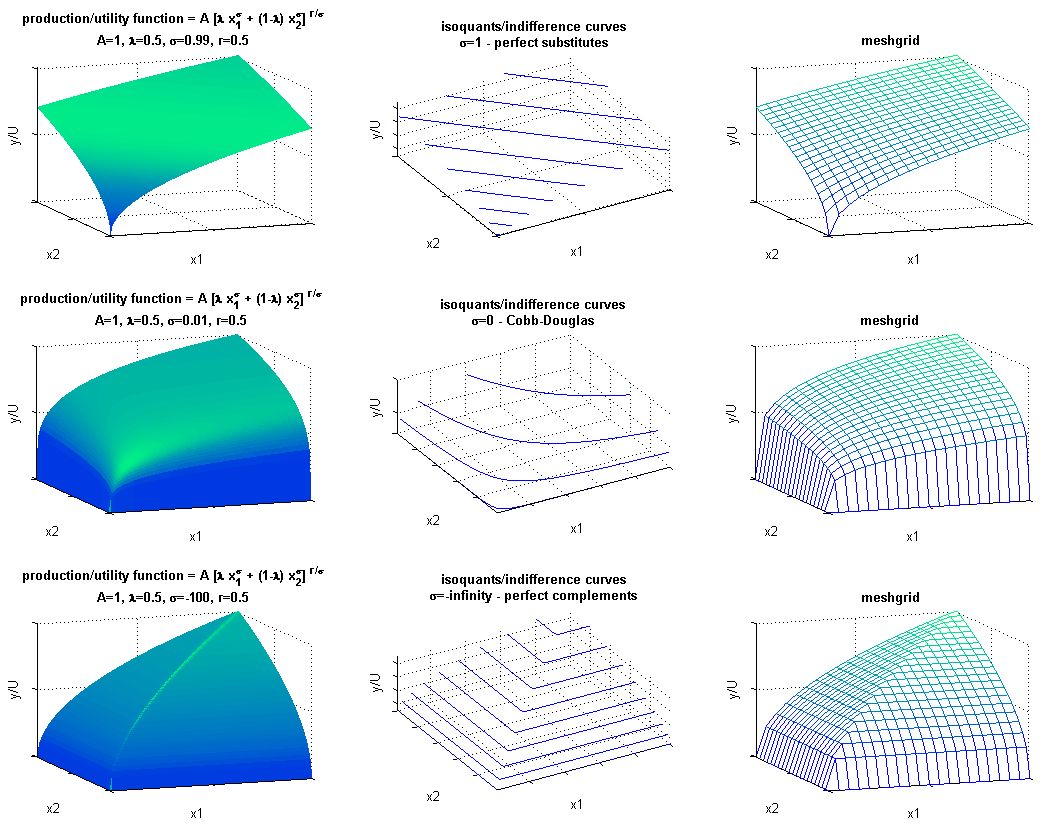 production/utility function = A [λ x₁^σ + (1-λ) x₂^σ] ^r/σ
A=1, λ=0.5, σ=0.99, r=0.5
y/U
x2
x1
isoquants/indifference curves
σ=1 - perfect substitutes
y/U
x2
x1
meshgrid
y/U
x2
x1
production/utility function = A [λ x₁^σ + (1-λ) x₂^σ] ^r/σ
A=1, λ=0.5, σ=0.01, r=0.5
y/U
x2
x1
isoquants/indifference curves
σ=0 - Cobb-Douglas
y/U
x2
x1
meshgrid
y/U
x2
x1
production/utility function = A [λ x₁^σ + (1-λ) x₂^σ] ^r/σ
A=1, λ=0.5, σ=-100, r=0.5
y/U
x2
x1
isoquants/indifference curves
σ=-infinity - perfect complements
y/U
x2
x1
meshgrid
y/U
x2
x1